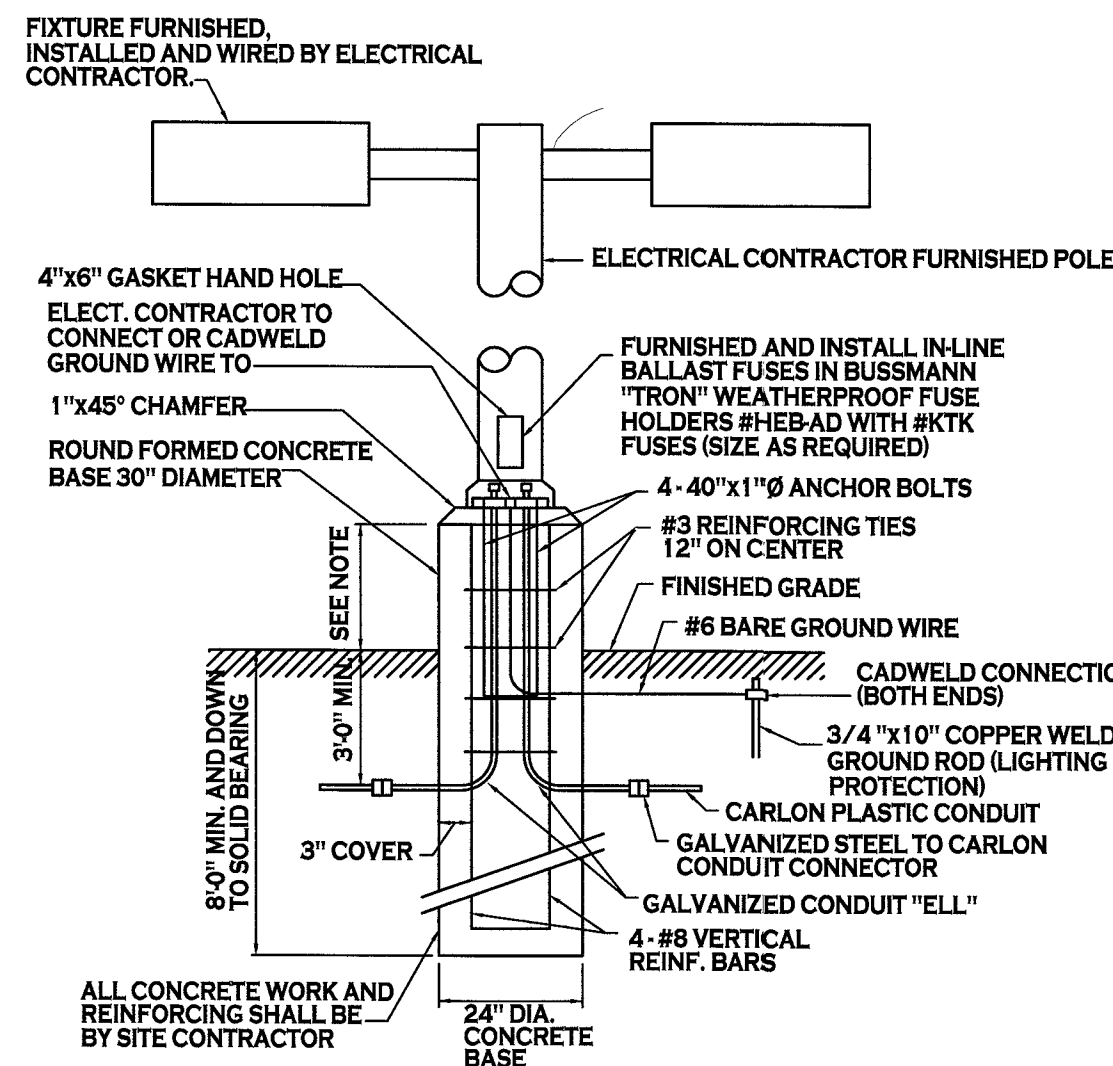 FIXTURE FURNISHED,
INSTALLED AND WIRED BY ELECTRICAL
CONTRACTOR.
ELECTRICAL CONTRACTOR FURNISHED POLE
4"x6" GASKET HAND HOLE
ELECT. CONTRACTOR TO
CONNECT OR CADWELD
GROUND WIRE TO
1"x45° CHAMFER
ROUND FORMED CONCRETE
BASE 30" DIAMETER
FURNISHED AND INSTALL IN-LINE
BALLAST FUSES IN BUSSMANN
"TRON" WEATHERPROOF FUSE
HOLDERS #HEB-AD WITH #KTK
FUSES (SIZE AS REQUIRED)
4-40"x1"Ø ANCHOR BOLTS
#3 REINFORCING TIES
12" ON CENTER
FINISHED GRADE
#6 BARE GROUND WIRE
CADWELD CONNECTIO
(BOTH ENDS)
3/4 "x10" COPPER WELD
GROUND ROD (LIGHTING
PROTECTION)
CARLON PLASTIC CONDUIT
GALVANIZED STEEL TO CARLON
CONDUIT CONNECTOR
GALVANIZED CONDUIT "ELL"
4-#8 VERTICAL
REINF. BARS
SEE NOTE
3'-0" MIN.
8'-0" MIN. AND DOWN
TO SOLID BEARING
3" COVER
ALL CONCRETE WORK AND
REINFORCING SHALL BE
BY SITE CONTRACTOR
24" DIA.
CONCRETE
BASE